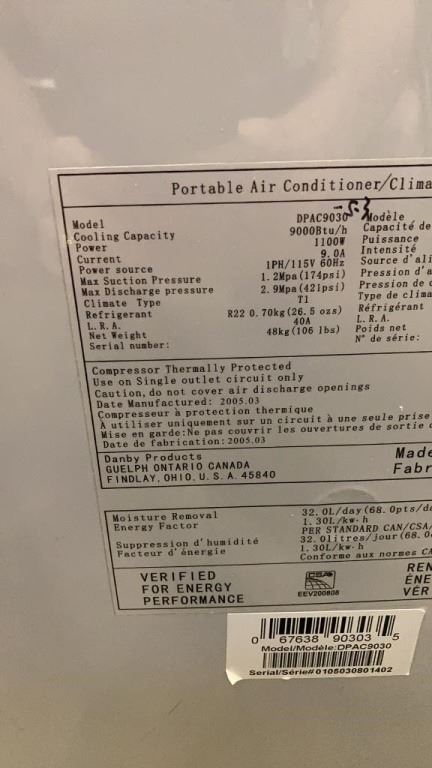 Portable Air Conditioner/Clima
Model DPAC9030 Modèle
Cooling Capacity 9000Btu/h Capacité de
Power 1100W Puissance
Current 9.0A Intensité
Power source 1PH/115V 60Hz Source d'ali
Max Suction Pressure 1.2Mpa(174psi) Pression d'a
Max Discharge pressure 2.9Mpa(421psi) Pression de
Climate Type T1 Type de clima
Refrigerant R22 0.70kg(26.5 ozs) Réfrigérant
L.R.A. 40A L.R.A.
Net Weight 48kg(106 lbs) Poids net
Serial number: N° de série:
Compressor Thermally Protected
Use on Single outlet circuit only
Caution, do not cover air discharge openings
Date Manufactured: 2005.03
Compresseur à protection thermique
À utiliser uniquement sur un circuit à une seule prise
Mise en garde:Ne pas couvrir les ouvertures de sortie
Date de fabrication:2005.03
Danby Products Made
GUELPH ONTARIO CANADA Fabr
FINDLAY, OHIO, U.S.A. 45840
Moisture Removal 32.0L/day(68.0pts/da
Energy Factor 1.30L/kw·h
PER STANDARD CAN/CSA/
Suppression d'humidité 32.0litres/jour(68.0
Facteur d'énergie 1.30L/kw·h
Conforme aux normes CA
VERIFIED REN
FOR ENERGY CSA ÉNE
PERFORMANCE EEV200808 VÉR
0 67638 90303 5
Model/Modèle:DPAC9030
Serial/Série# 0105030801402